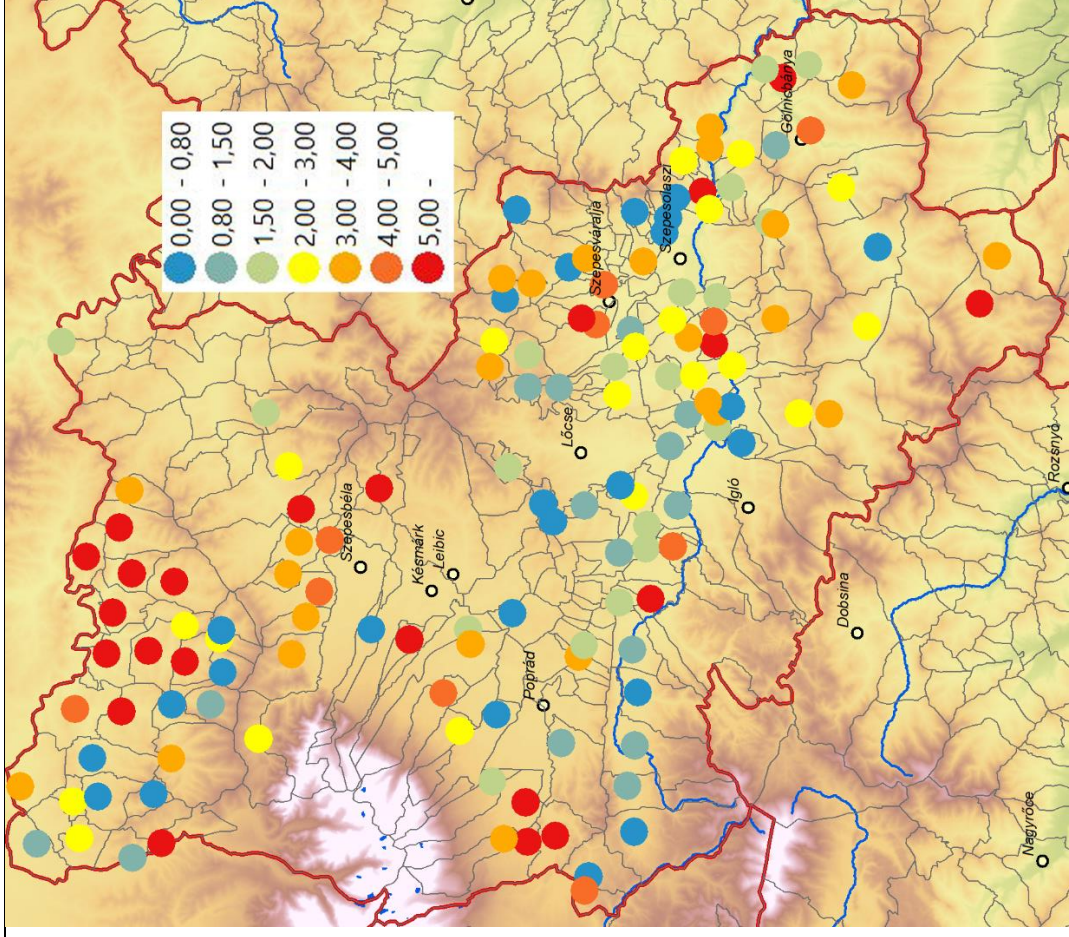 0,00 - 0,80
0,80 - 1,50
1,50 - 2,00
2,00 - 3,00
3,00 - 4,00
4,00 - 5,00
5,00 -
Gölnicbánya
Szepesolaszi
Szepesváralja
Lőcse
Igló
Szepesbéla
Késmárk
Leibic
Poprád
Dobsina
Rozsnyó
Nagyrőce